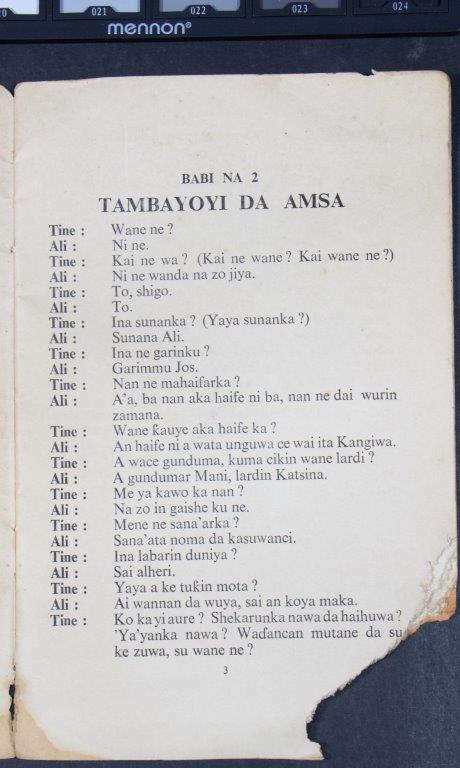 021
022
023
024
mennon®
BABI NA 2
TAMBAYOYI DA AMSA
Tine : Wane ne ?
Ali : Ni ne.
Tine : Kai ne wa ? (Kai ne wane ? Kai wane ne ?)
Ali : Ni ne wanda na zo jiya.
Tine : To, shigo.
Ali : To.
Tine : Ina sunanka ? (Yaya sunanka ?)
Ali : Sunana Ali.
Tine : Ina ne garinku ?
Ali : Garimmu Jos.
Tine : Nan ne mahaifarka ?
Ali : A'a, ba nan aka haife ni ba, nan ne dai wurin
zamana.
Tine : Wane ƙauye aka haife ka ?
Ali : An haife ni a wata unguwa ce wai ita Kangiwa.
Tine : A wace gunduma, kuma cikin wane lardi ?
Ali : A gundumar Mani, lardin Katsina.
Tine : Me ya kawo ka nan ?
Ali : Na zo in gaishe ku ne.
Tine : Mene ne sana'arka ?
Ali : Sana'ata noma da kasuwanci.
Tine : Ina labarin duniya ?
Ali : Sai alheri.
Tine : Yaya a ke tuƙin mota ?
Ali : Ai wannan da wuya, sai an koya maka.
Tine : Ko ka yi aure ? Shekarunka nawa da haihuwa ?
'Ya'yanka nawa ? Waɗancan mutane da su
ke zuwa, su wane ne ?
3